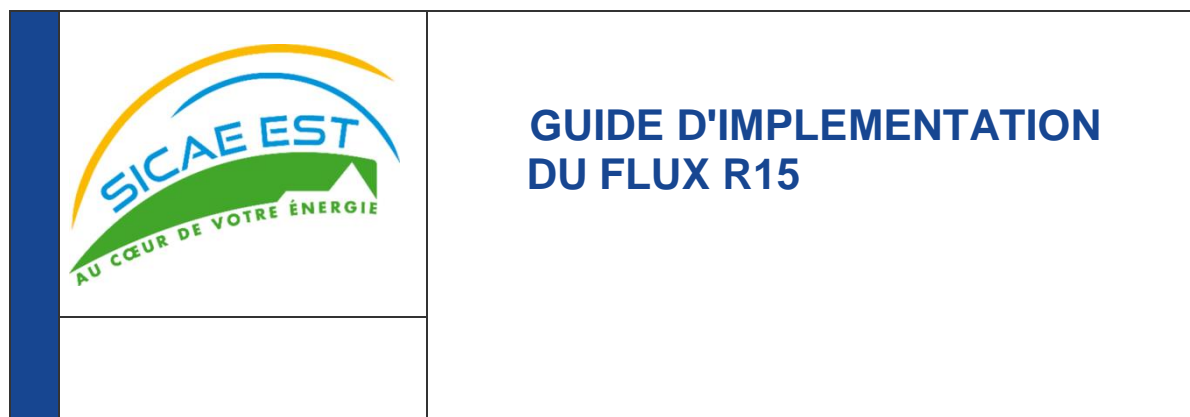 SICAE EST
AU CŒUR DE VOTRE ÉNERGIE
GUIDE D'IMPLEMENTATION
DU FLUX R15